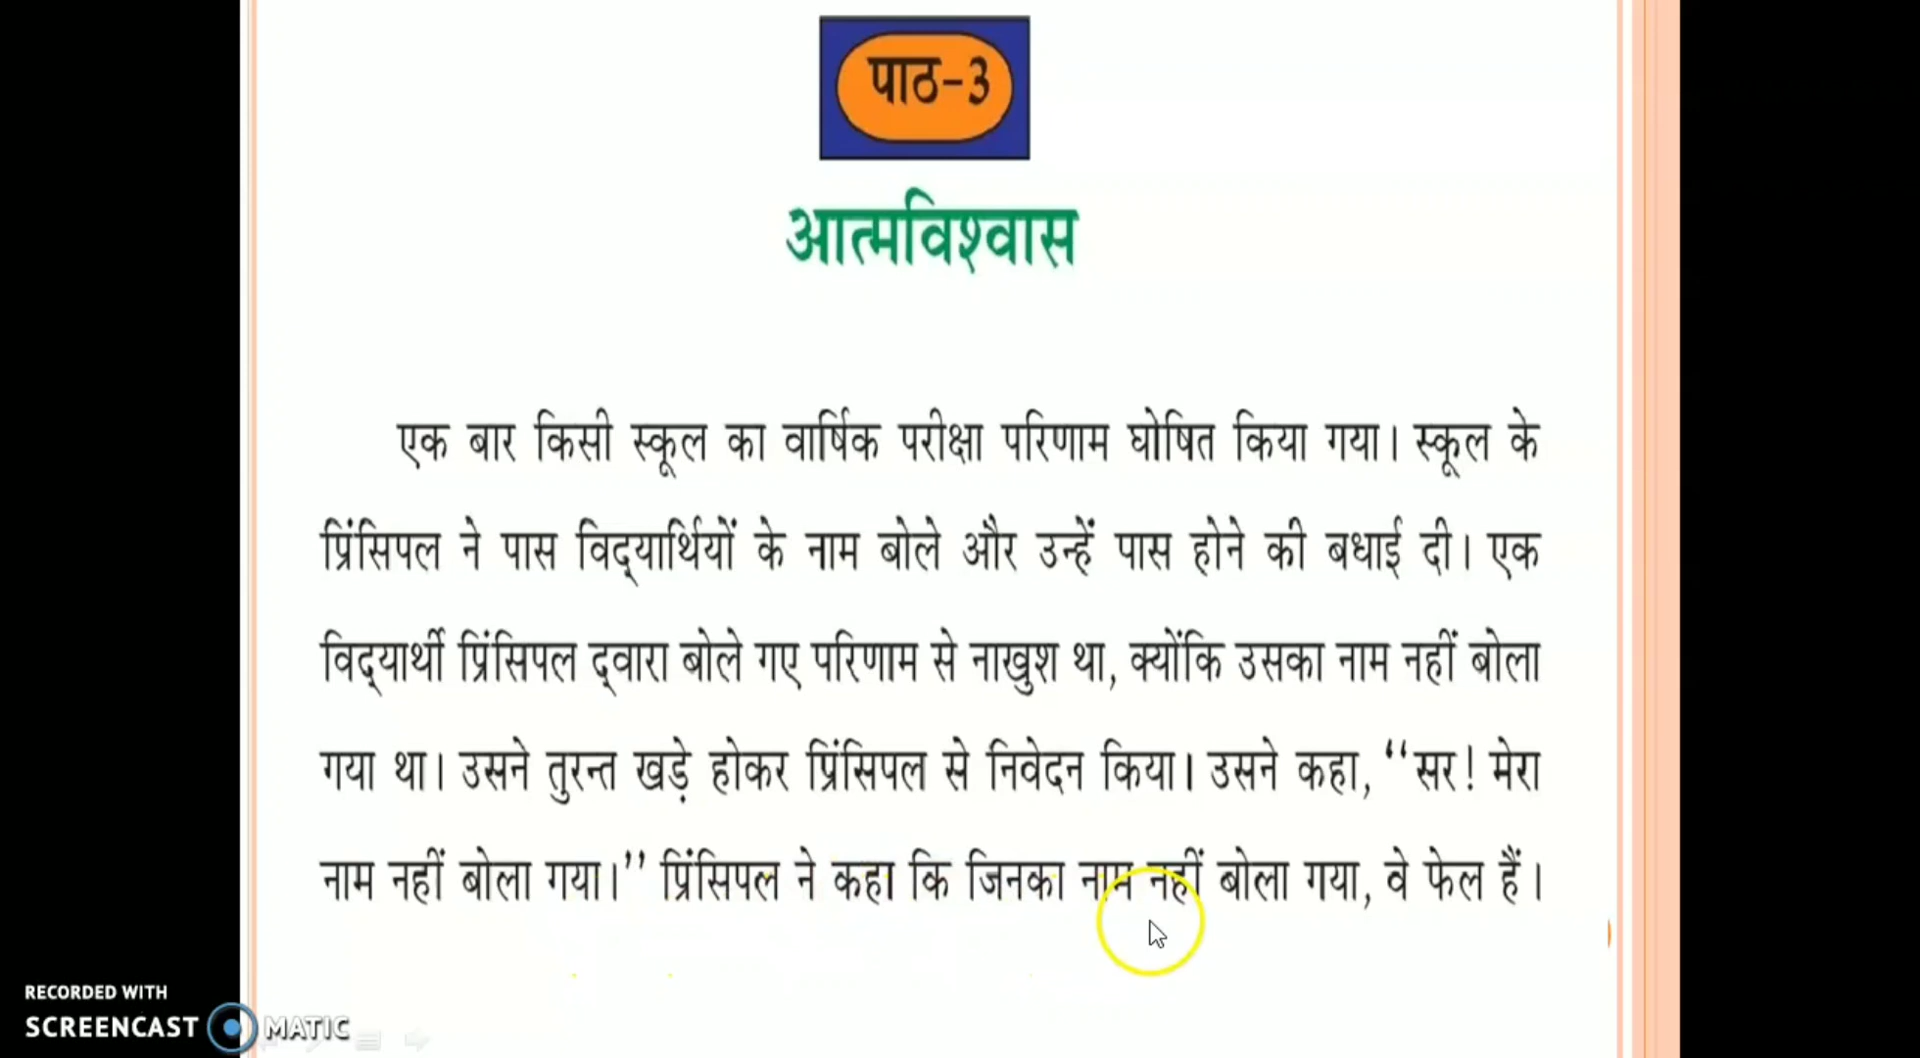 पाठ-3
आत्मविश्वास
एक बार किसी स्कूल का वार्षिक परीक्षा परिणाम घोषित किया गया। स्कूल के
प्रिंसिपल ने पास विद्‌यार्थियों के नाम बोले और उन्हें पास होने की बधाई दी। एक
विद्‌यार्थी प्रिंसिपल द्‌वारा बोले गए परिणाम से नाखुश था, क्योंकि उसका नाम नहीं बोला
गया था। उसने तुरन्त खड़े होकर प्रिंसिपल से निवेदन किया। उसने कहा, ‘‘सर! मेरा
नाम नहीं बोला गया।’’ प्रिंसिपल ने कहा कि जिनका नाम नहीं बोला गया, वे फेल हैं।
RECORDED WITH
SCREENCAST MATIC